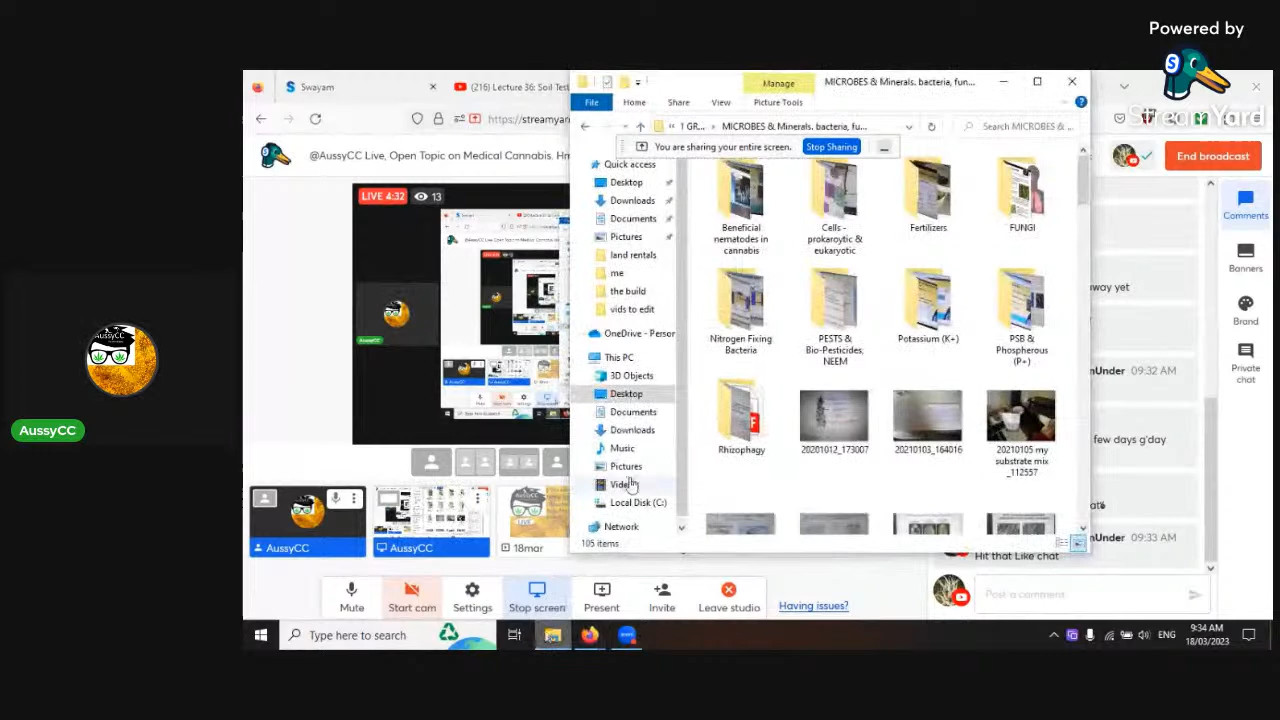 Powered by
StreamYard
Swayam
(216) Lecture 36: Soil Test
https://streamyar
@AussyCC Live, Open Topic on Medical Cannabis.
LIVE 4:32
13
Manage
MICROBES & Minerals. bacteria, fun...
File
Home
Share
View
Picture Tools
1 GR...
MICROBES & Minerals. bacteria, fu...
Search MICROBES & ...
You are sharing your entire screen.
Stop Sharing
End broadcast
Quick access
Desktop
Downloads
Documents
Pictures
land rentals
me
the build
vids to edit
OneDrive - Person
This PC
3D Objects
Desktop
Documents
Downloads
Music
Pictures
Local Disk (C:)
Network
105 items
Beneficial
nematodes in
cannabis
Cells -
prokaroytic &
eukaryotic
Fertilizers
FUNGI
Nitrogen Fixing
Bacteria
PESTS &
Bio-Pesticides,
NEEM
Potassium (K+)
PSB &
Phospherous
(P+)
Rhizophagy
20201012_173007
20210103_164016
20210105 my
substrate mix
_112557
Comments
Banners
Brand
Private
chat
away yet
nUnder
09:32 AM
few days g'day
nUnder
09:33 AM
Hit that Like chat
Post a comment
AussyCC
AussyCC
AussyCC
18mar
Mute
Start cam
Settings
Stop screen
Present
Invite
Leave studio
Having issues?
Type here to search
ENG
9:34 AM
18/03/2023